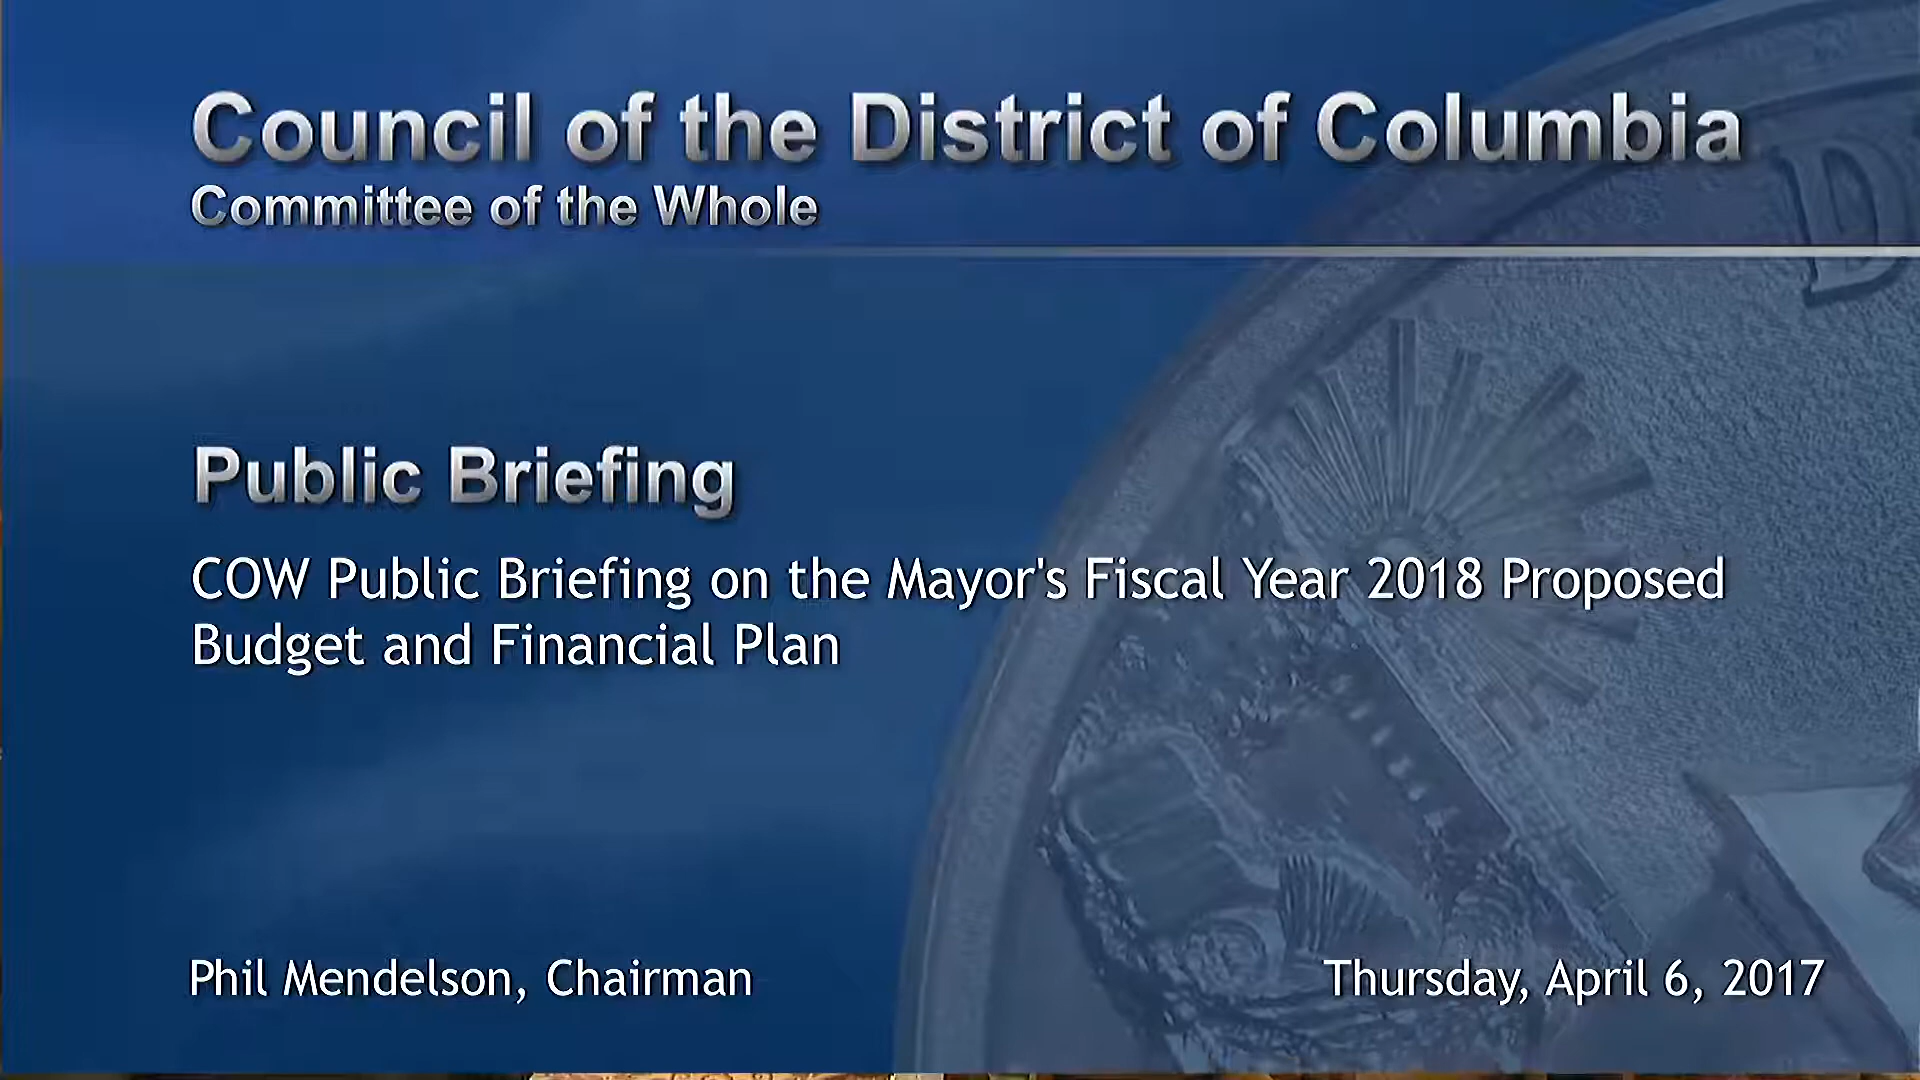 Council of the District of Columbia
Committee of the Whole
D
Public Briefing
COW Public Briefing on the Mayor's Fiscal Year 2018 Proposed
Budget and Financial Plan
Phil Mendelson, Chairman
Thursday, April 6, 2017